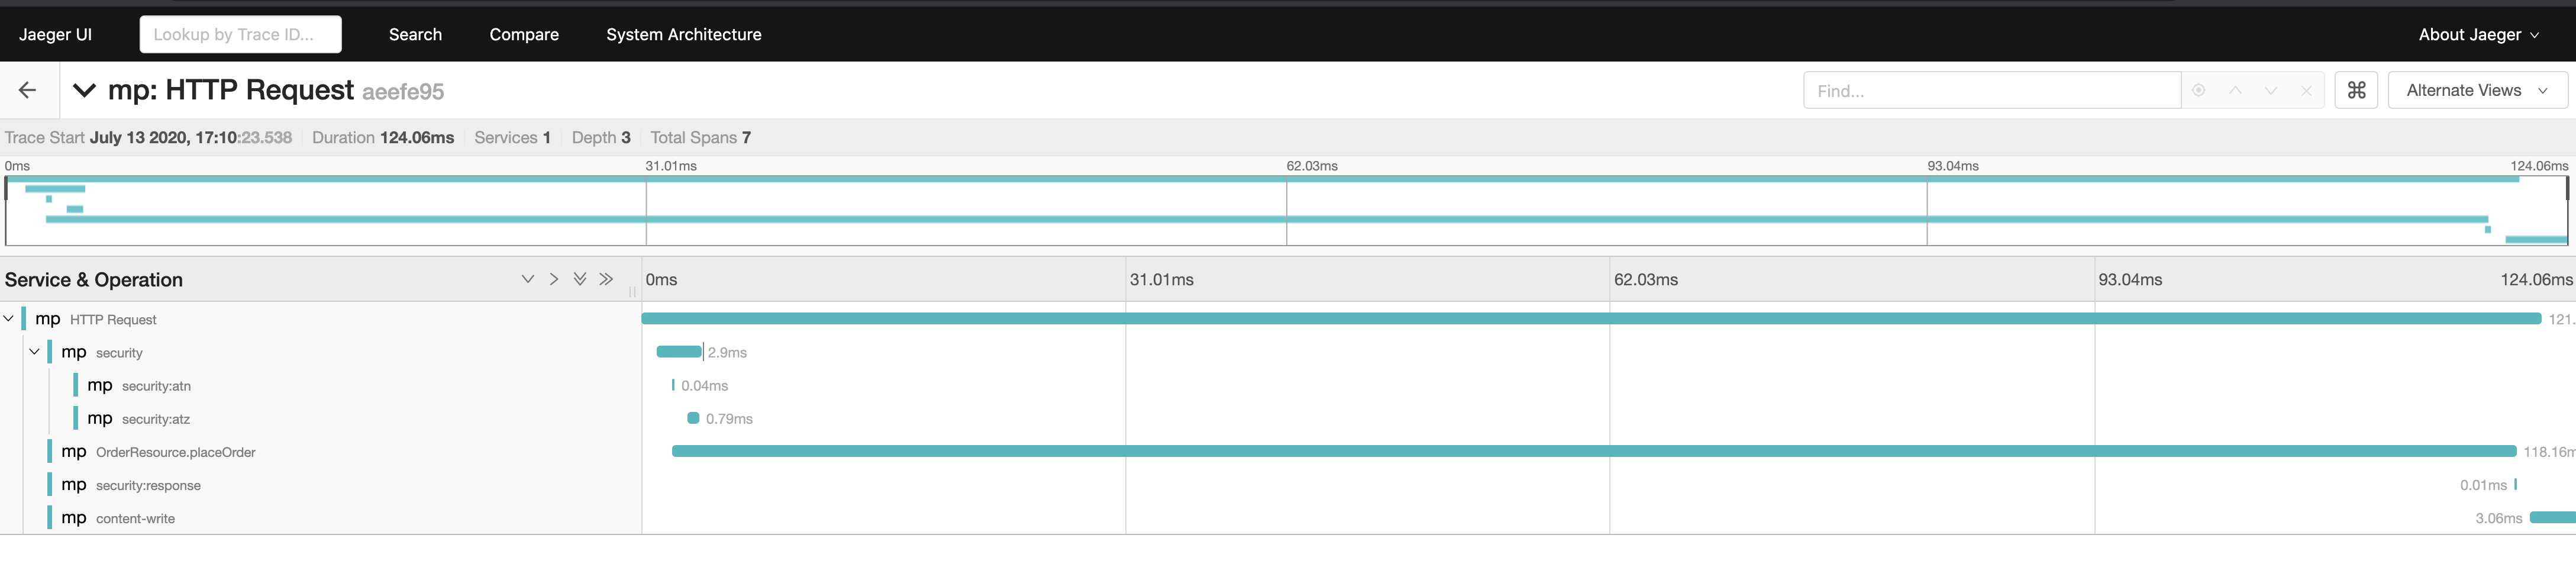 Jaeger UI Lookup by Trace ID... Search Compare System Architecture About Jaeger
mp: HTTP Request aeefe95 Find... ⌘ Alternate Views
Trace Start July 13 2020, 17:10:23.538 Duration 124.06ms Services 1 Depth 3 Total Spans 7
0ms 31.01ms 62.03ms 93.04ms 124.06ms
Service & Operation 0ms 31.01ms 62.03ms 93.04ms 124.06ms
mp HTTP Request 121.
mp security 2.9ms
mp security:atn 0.04ms
mp security:atz 0.79ms
mp OrderResource.placeOrder 118.16m
mp security:response 0.01ms
mp content-write 3.06ms